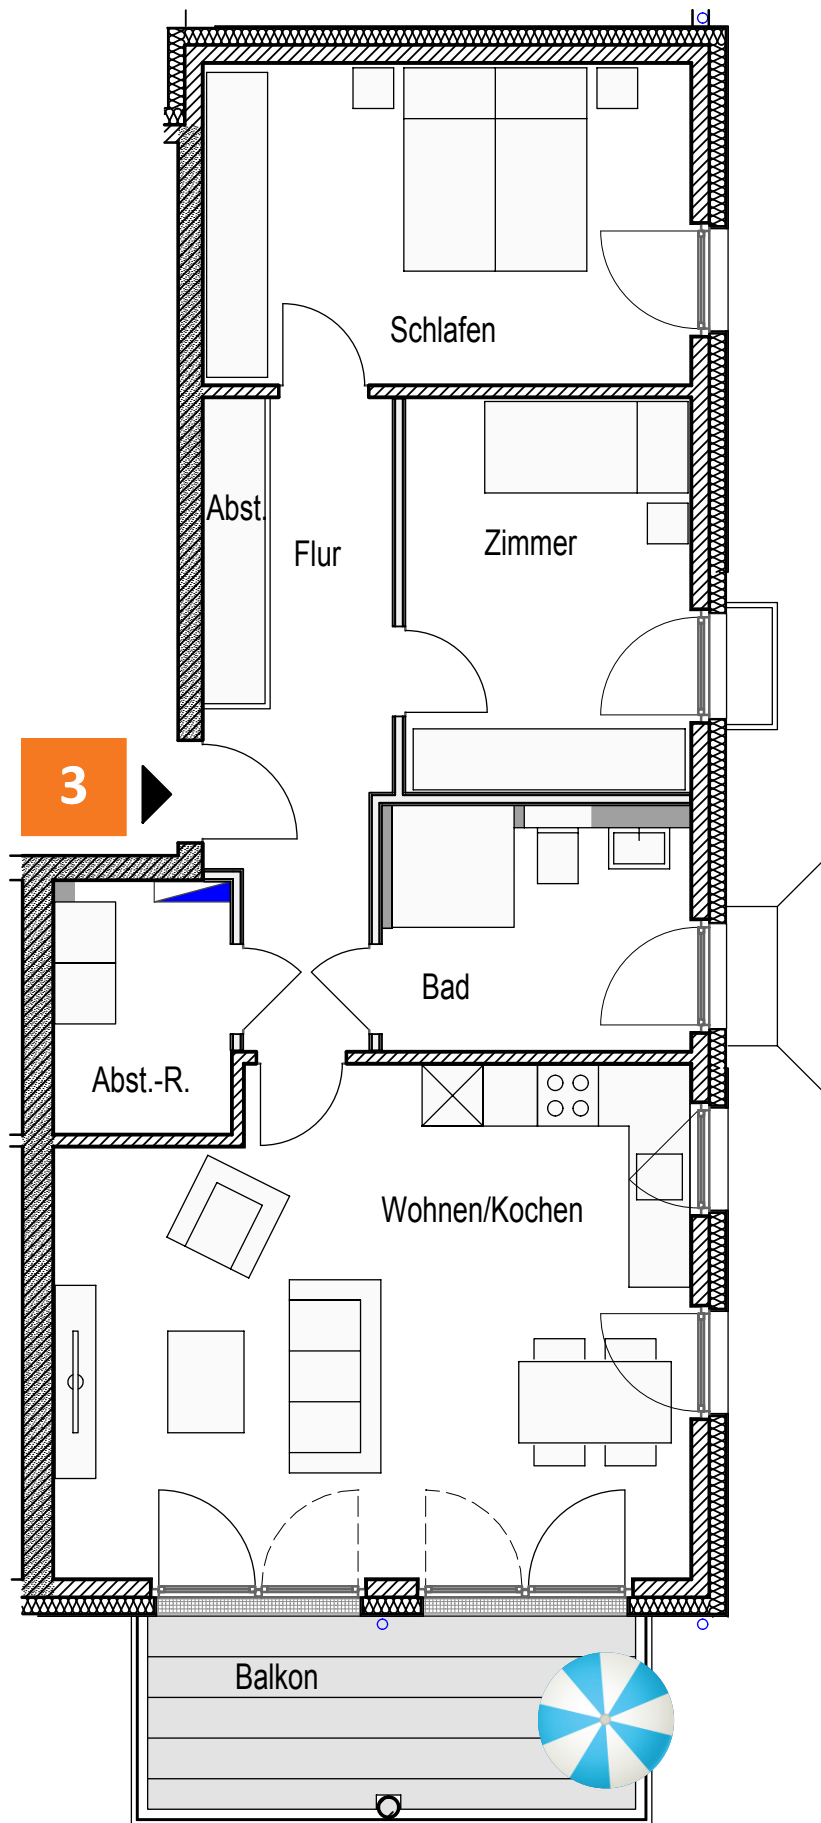 Schlafen
Abst.
Flur
Zimmer
3
Bad
Abst.-R.
Wohnen/Kochen
Balkon